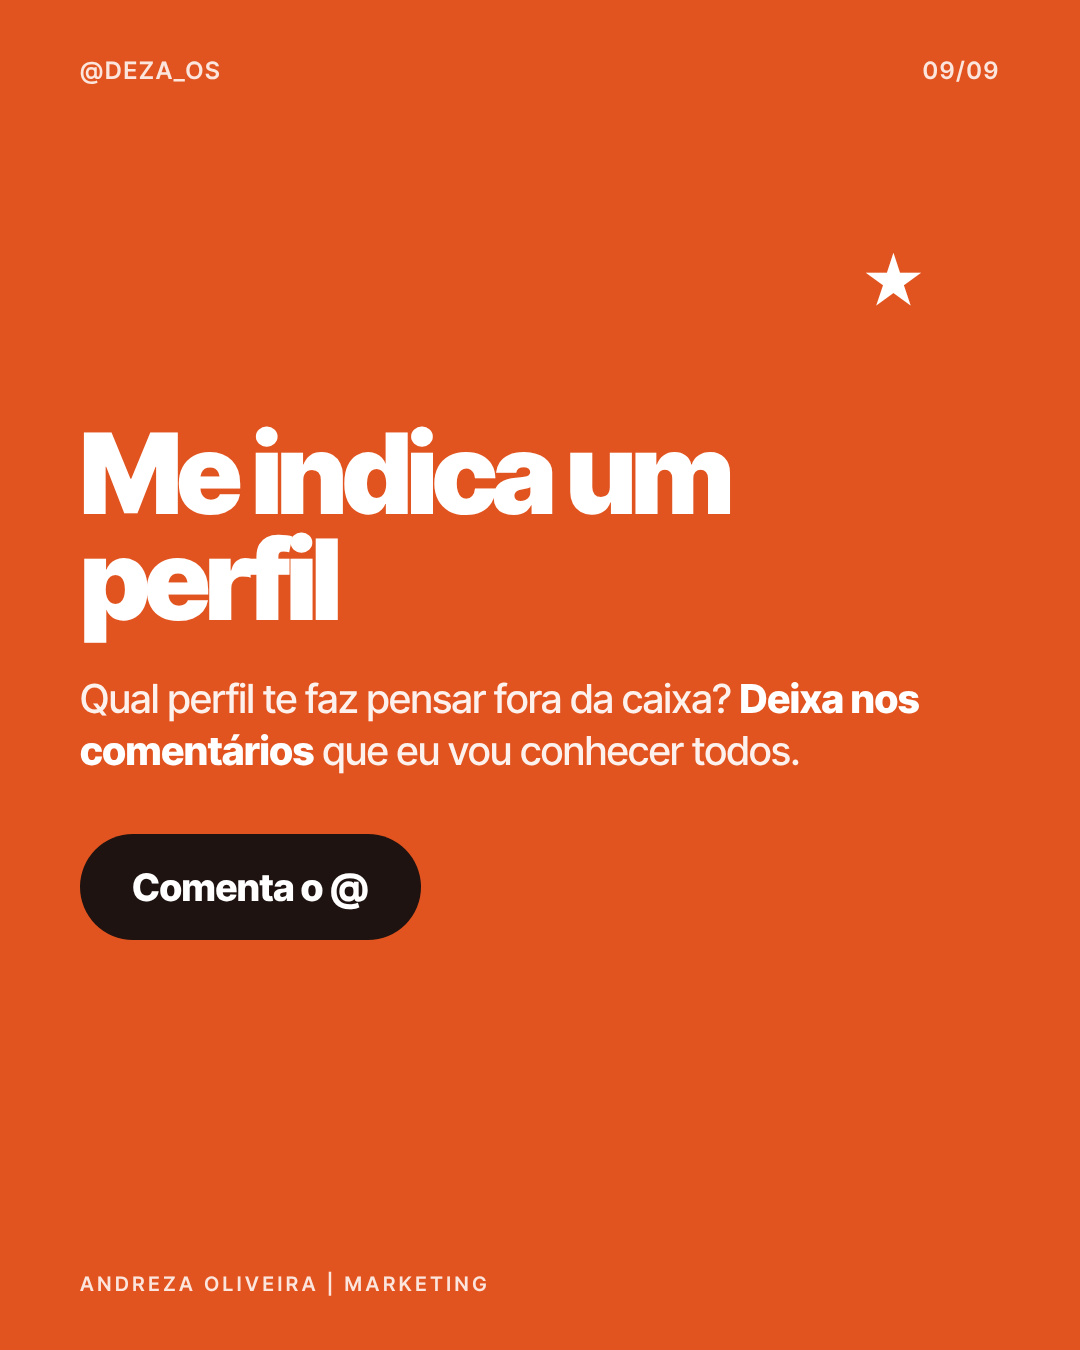 @DEZA_OS
09/09
Me indica um
perfil
Qual perfil te faz pensar fora da caixa? Deixa nos
comentários que eu vou conhecer todos.
Comenta o @
ANDREZA OLIVEIRA | MARKETING